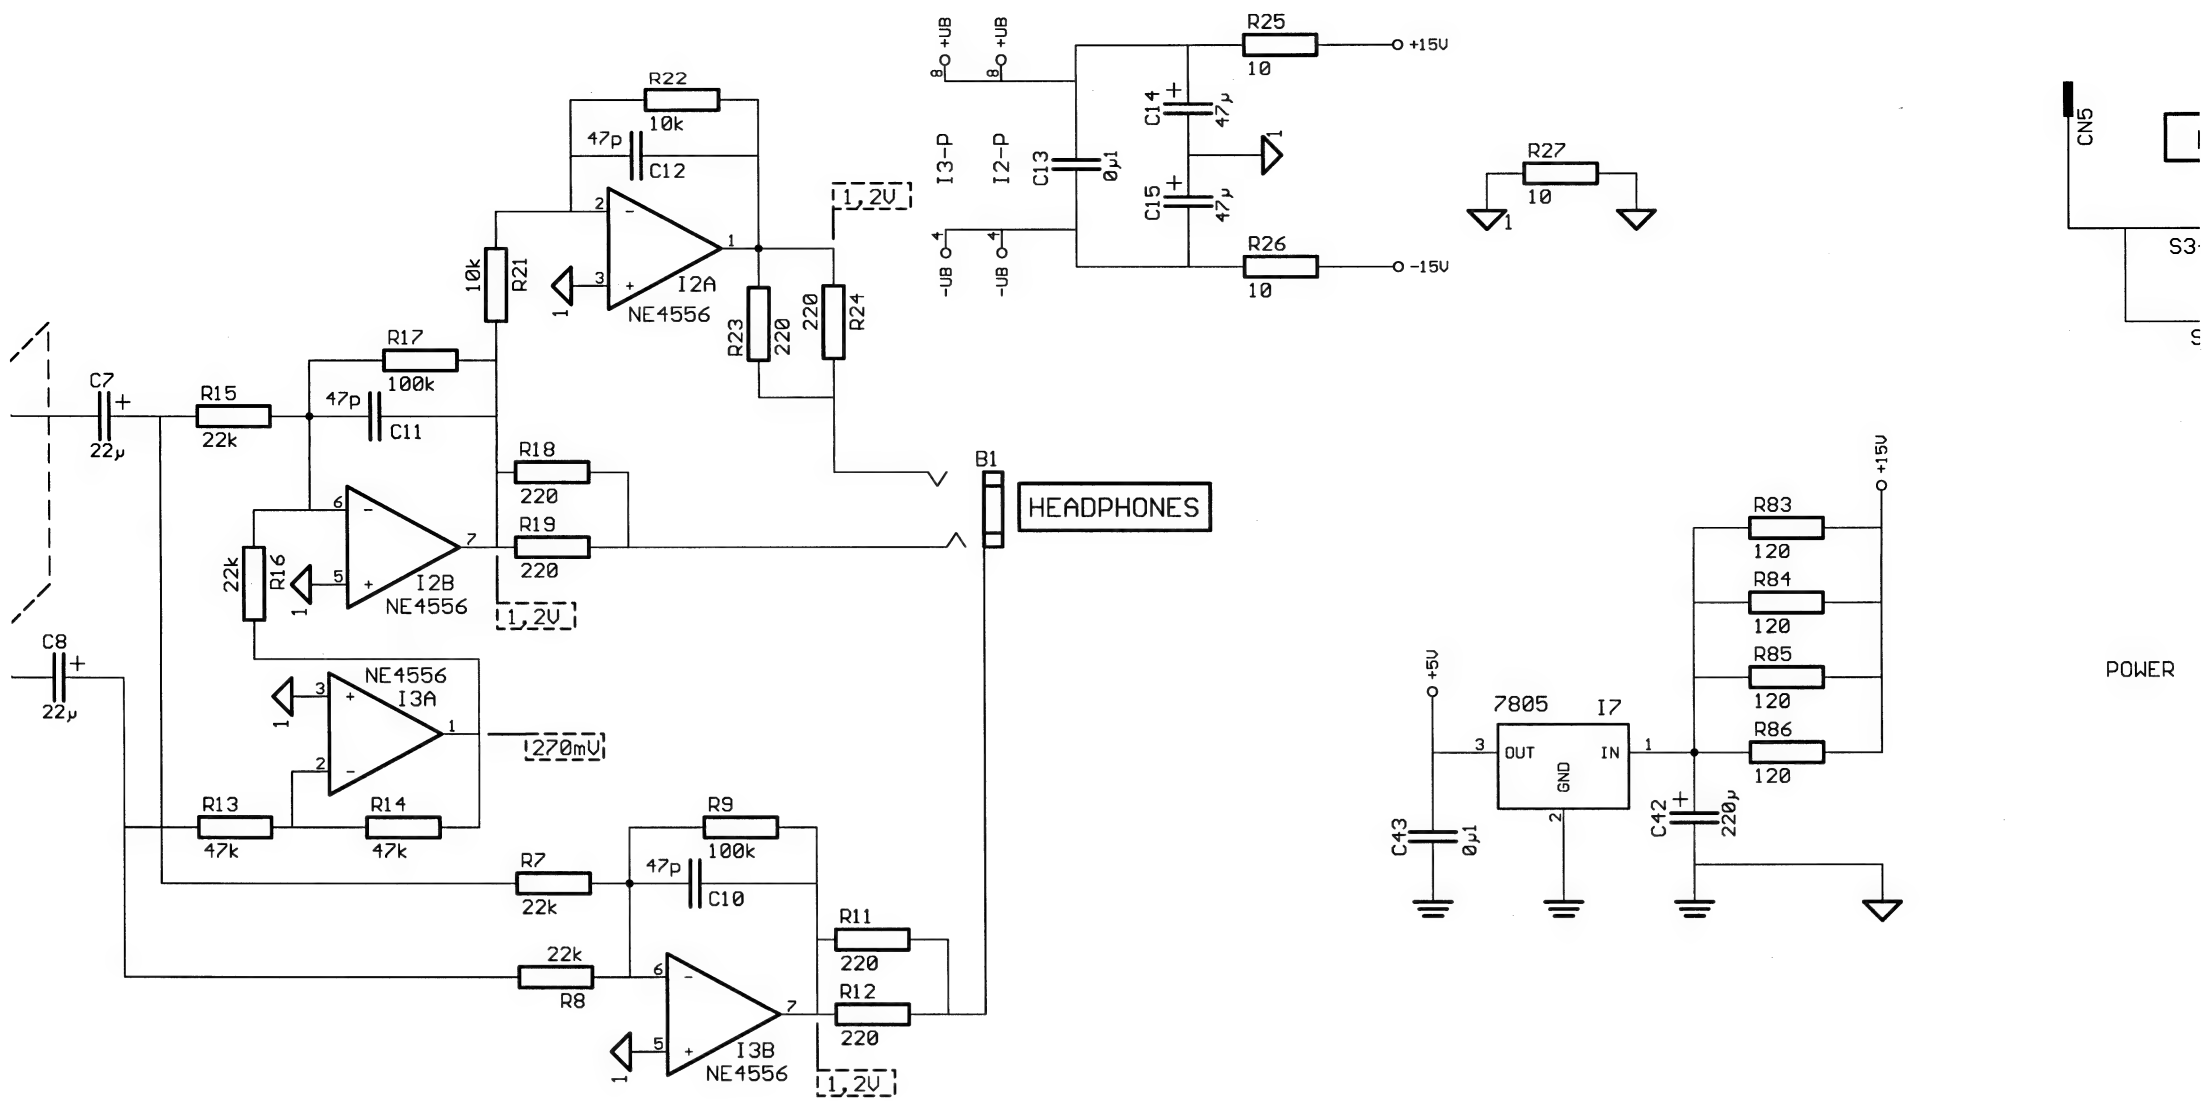 R22
10k
47p
C12
2
−
1
3
+
I2A
NE4556
1
1,2V
10k
R21
R23
220
220
R24
+UB
+UB
8
8
I3-P
I2-P
4
4
-UB
-UB
C13
0µ1
C14
+
47µ
C15
+
47µ
1
R25
10
+15V
R26
10
-15V
R27
10
1
CN5
S3-
POWER
C7
+
22µ
R15
22k
R17
100k
47p
C11
R18
220
R19
220
B1
HEADPHONES
6
−
7
5
+
1
I2B
NE4556
22k
R16
1,2V
C8
+
22µ
NE4556
I3A
3
+
1
1
2
−
270mV
R13
47k
R14
47k
R9
100k
R7
22k
47p
C10
22k
R8
R11
220
R12
220
6
−
7
5
+
1
I3B
NE4556
1,2V
+15V
R83
120
R84
120
R85
120
R86
120
+5V
7805
I7
3
OUT
IN
1
GND
2
C43
0µ1
C42
+
220µ